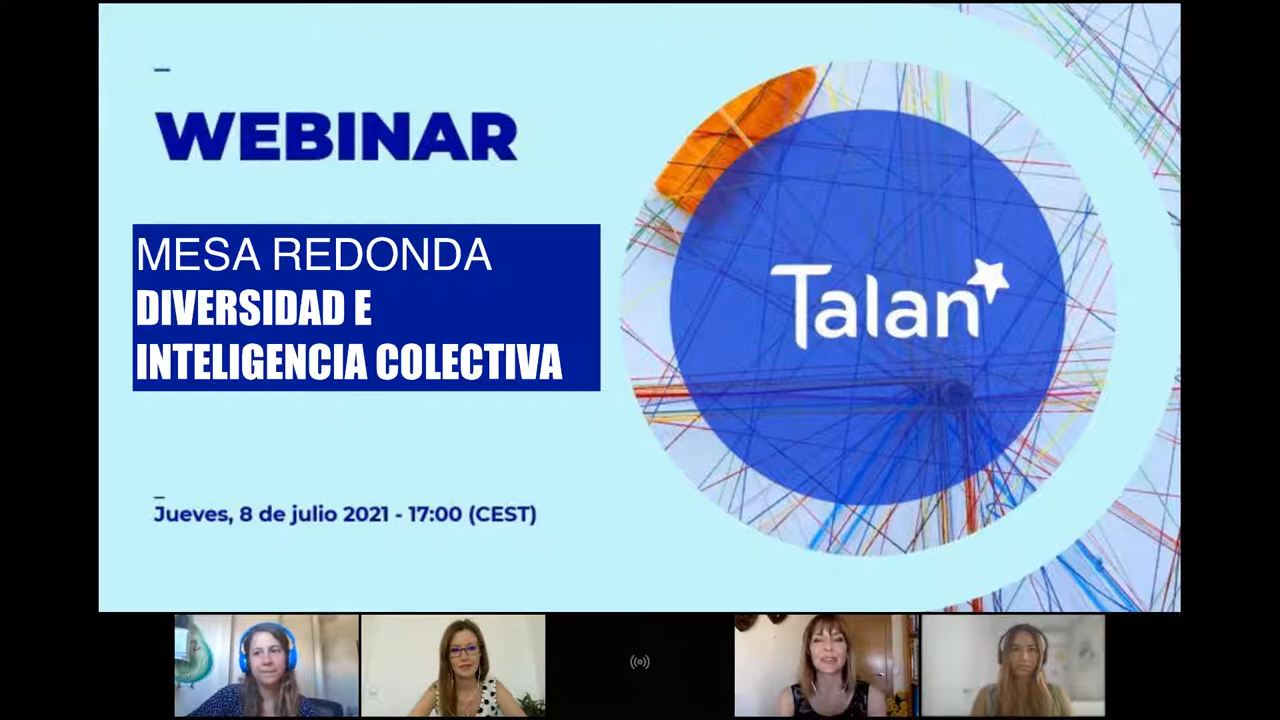 WEBINAR
MESA REDONDA
DIVERSIDAD E
INTELIGENCIA COLECTIVA
Talan
Jueves, 8 de julio 2021 - 17:00 (CEST)